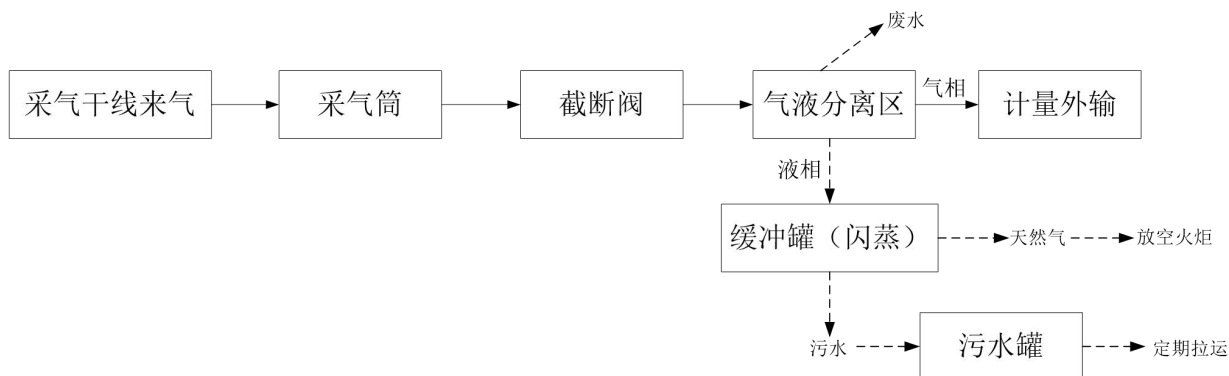 废水
采气干线来气
采气筒
截断阀
气液分离区
气相
计量外输
液相
缓冲罐（闪蒸）
天然气
放空火炬
污水
污水罐
定期拉运